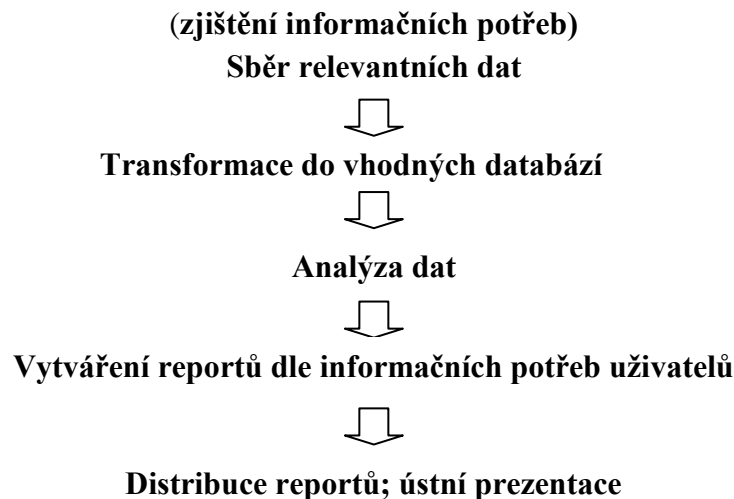 (zjištění informačních potřeb)
Sběr relevantních dat
Transformace do vhodných databází
Analýza dat
Vytváření reportů dle informačních potřeb uživatelů
Distribuce reportů; ústní prezentace